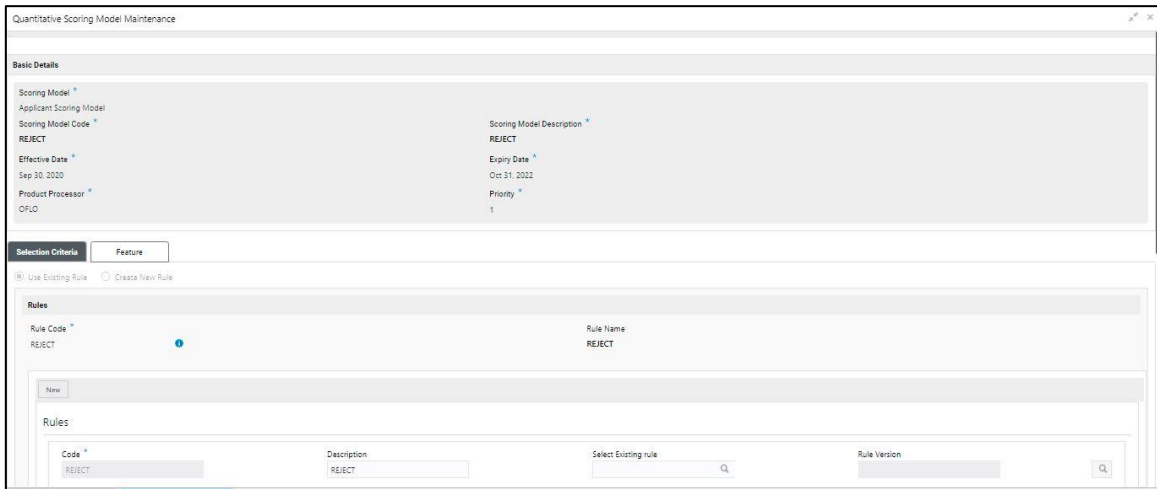 Quantitative Scoring Model Maintenance
Basic Details
Scoring Model *
Applicant Scoring Model
Scoring Model Code * Scoring Model Description *
REJECT REJECT
Effective Date * Expiry Date *
Sep 30, 2020 Oct 31, 2022
Product Processor * Priority *
OFLO 1
Selection Criteria Feature
Use Existing Rule Create New Rule
Rules
Rule Code * Rule Name
REJECT REJECT
New
Rules
Code * Description Select Existing rule Rule Version
REJECT REJECT